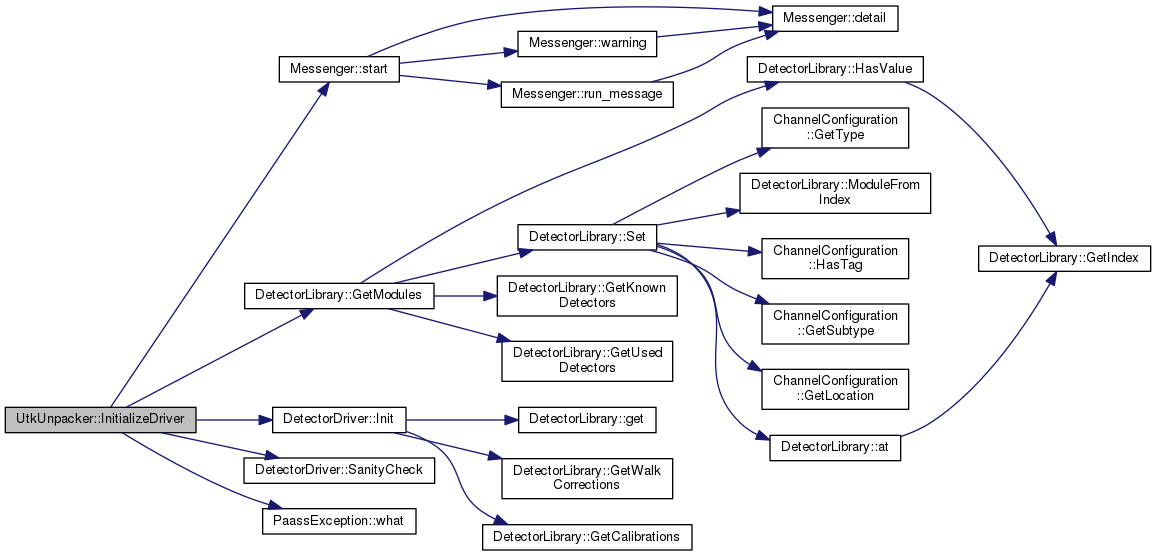 Messenger::detail
Messenger::warning
Messenger::start
DetectorLibrary::HasValue
Messenger::run_message
ChannelConfiguration
::GetType
DetectorLibrary::ModuleFrom
Index
DetectorLibrary::Set
ChannelConfiguration
::HasTag
DetectorLibrary::GetIndex
DetectorLibrary::GetModules
DetectorLibrary::GetKnown
Detectors
ChannelConfiguration
::GetSubtype
DetectorLibrary::GetUsed
Detectors
ChannelConfiguration
::GetLocation
UtkUnpacker::InitializeDriver
DetectorDriver::Init
DetectorLibrary::get
DetectorLibrary::at
DetectorDriver::SanityCheck
DetectorLibrary::GetWalk
Corrections
PaassException::what
DetectorLibrary::GetCalibrations